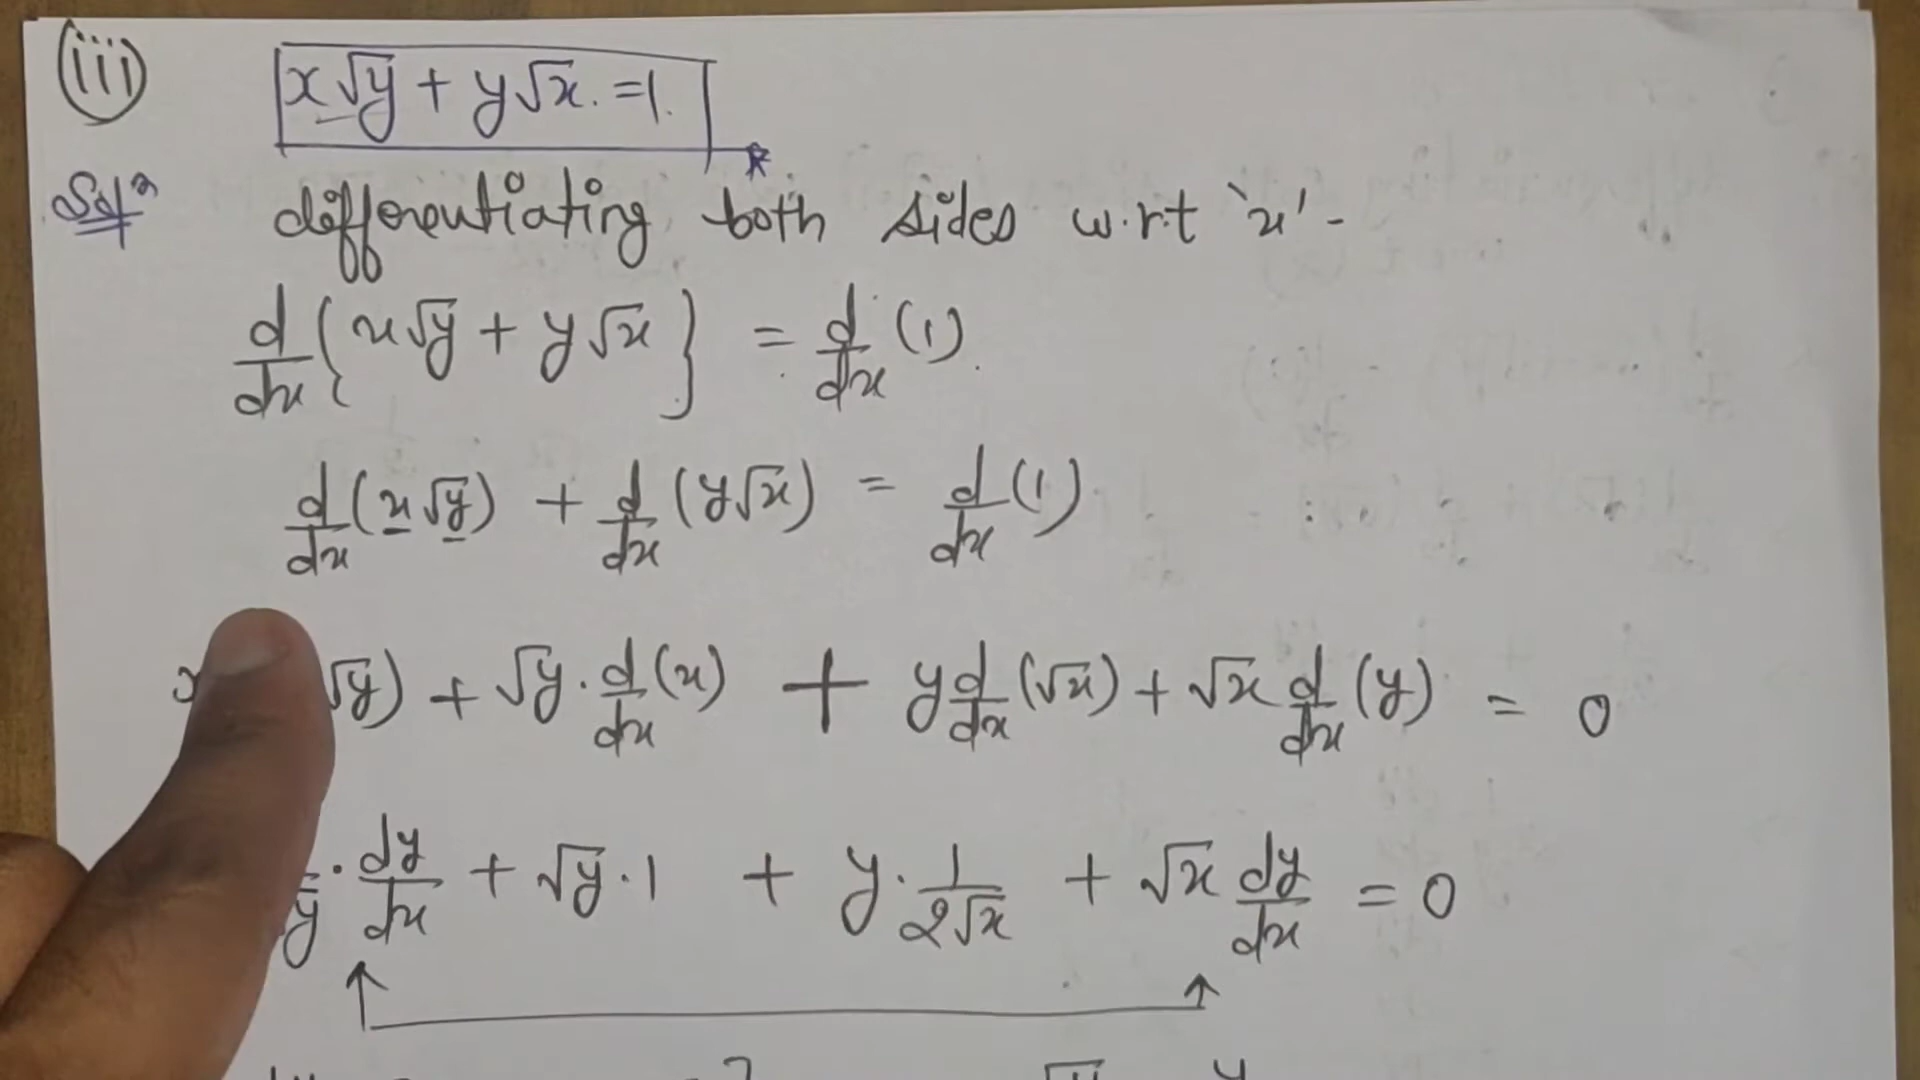 (iii) x√y + y√x. = 1.
Solⁿ differentiating both sides w.r.t 'x' -
d/dx { x√y + y√x } = d/dx (1).
d/dx (x√y) + d/dx (y√x) = d/dx (1)
x √y) + √y · d/dx (x) + y d/dx (√x) + √x d/dx (y) = 0
· dy/dx + √y · 1 + y · 1/2√x + √x dy/dx = 0